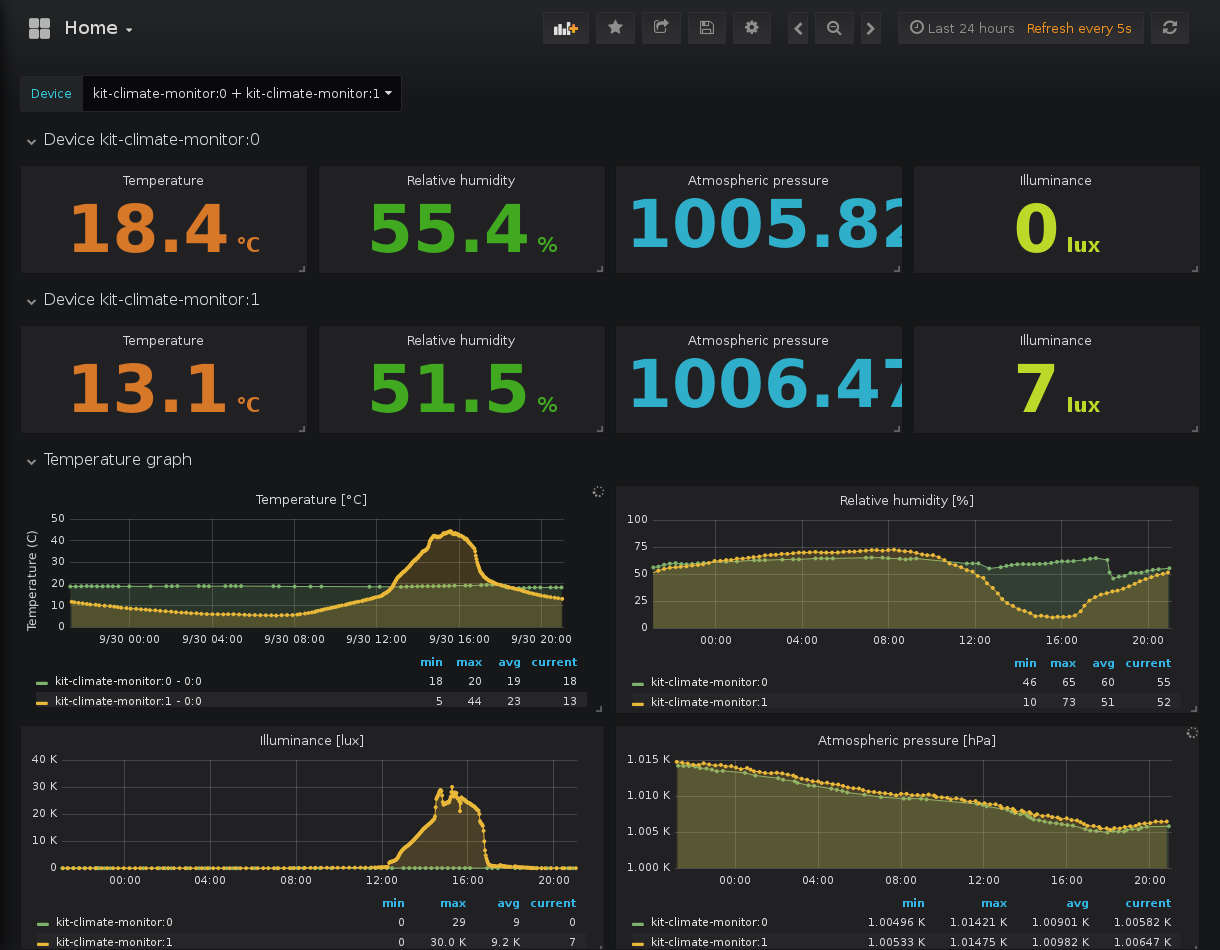 Home
Last 24 hours Refresh every 5s
Device kit-climate-monitor:0 + kit-climate-monitor:1
Device kit-climate-monitor:0
Temperature Relative humidity Atmospheric pressure Illuminance
18.4 °C 55.4 % 1005.82 0 lux
Device kit-climate-monitor:1
Temperature Relative humidity Atmospheric pressure Illuminance
13.1 °C 51.5 % 1006.47 7 lux
Temperature graph
Temperature [°C]
Temperature (C)
50
40
30
20
10
0
9/30 00:00 9/30 04:00 9/30 08:00 9/30 12:00 9/30 16:00 9/30 20:00
min max avg current
kit-climate-monitor:0 - 0:0 18 20 19 18
kit-climate-monitor:1 - 0:0 5 44 23 13
Relative humidity [%]
100
75
50
25
0
00:00 04:00 08:00 12:00 16:00 20:00
min max avg current
kit-climate-monitor:0 46 65 60 55
kit-climate-monitor:1 10 73 51 52
Illuminance [lux]
40 K
30 K
20 K
10 K
0
00:00 04:00 08:00 12:00 16:00 20:00
min max avg current
kit-climate-monitor:0 0 29 9 0
kit-climate-monitor:1 0 30.0 K 9.2 K 7
Atmospheric pressure [hPa]
1.015 K
1.010 K
1.005 K
1.000 K
00:00 04:00 08:00 12:00 16:00 20:00
min max avg current
kit-climate-monitor:0 1.00496 K 1.01421 K 1.00901 K 1.00582 K
kit-climate-monitor:1 1.00533 K 1.01475 K 1.00982 K 1.00647 K